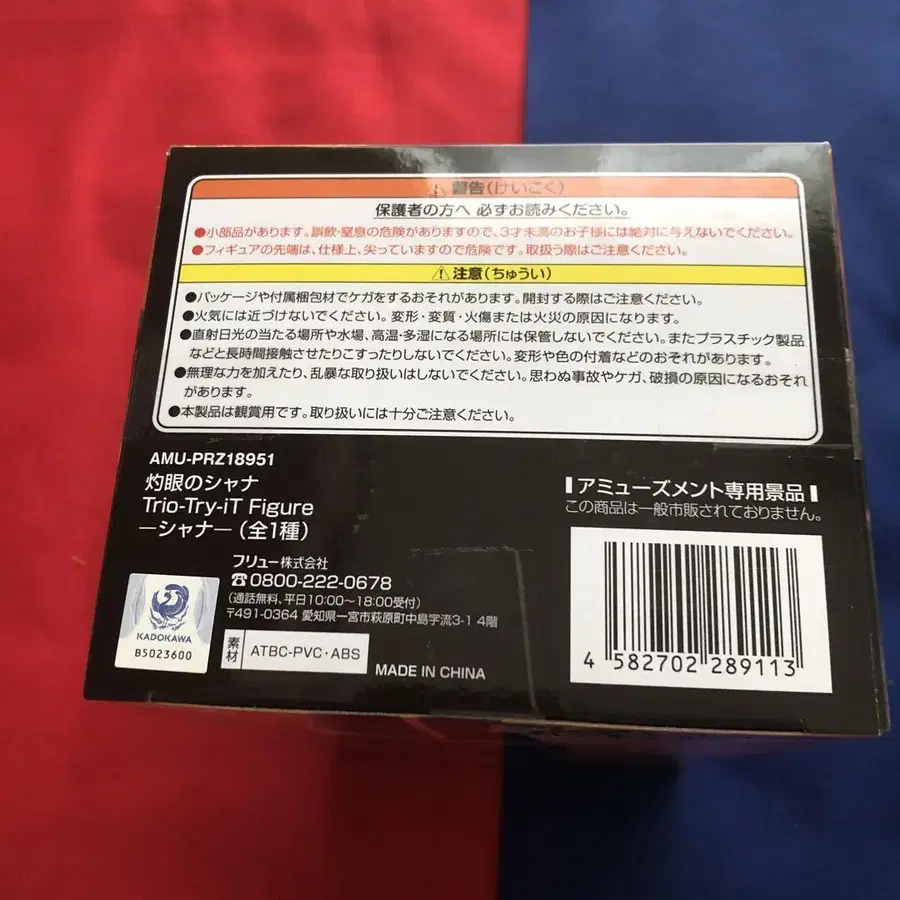 ⚠ 警告(けいこく)
保護者の方へ 必ずお読みください。
●小部品があります。誤飲・窒息の危険がありますので、3才未満のお子様には絶対に与えないでください。
●フィギュアの先端は、仕様上、尖っていますので危険です。取扱う際はご注意ください。
⚠ 注意(ちゅうい)
●パッケージや付属梱包材でケガをするおそれがあります。開封する際はご注意ください。
●火気には近づけないでください。変形・変質・火傷または火災の原因になります。
●直射日光の当たる場所や水場、高温・多湿になる場所には保管しないでください。またプラスチック製品
などと長時間接触させたりこすったりしないでください。変形や色の付着などのおそれがあります。
●無理な力を加えたり、乱暴な取り扱いはしないでください。思わぬ事故やケガ、破損の原因になるおそれ
があります。
●本製品は観賞用です。取り扱いには十分ご注意ください。
AMU-PRZ18951
灼眼のシャナ
Trio-Try-iT Figure
―シャナ―(全1種)
フリュー株式会社
☎0800-222-0678
(通話無料、平日10:00〜18:00受付)
〒491-0364 愛知県一宮市萩原町中島字流3-1 4階
KADOKAWA
B5023600
素材
ATBC-PVC・ABS
MADE IN CHINA
アミューズメント専用景品
この商品は一般市販されておりません。
4 582702 289113